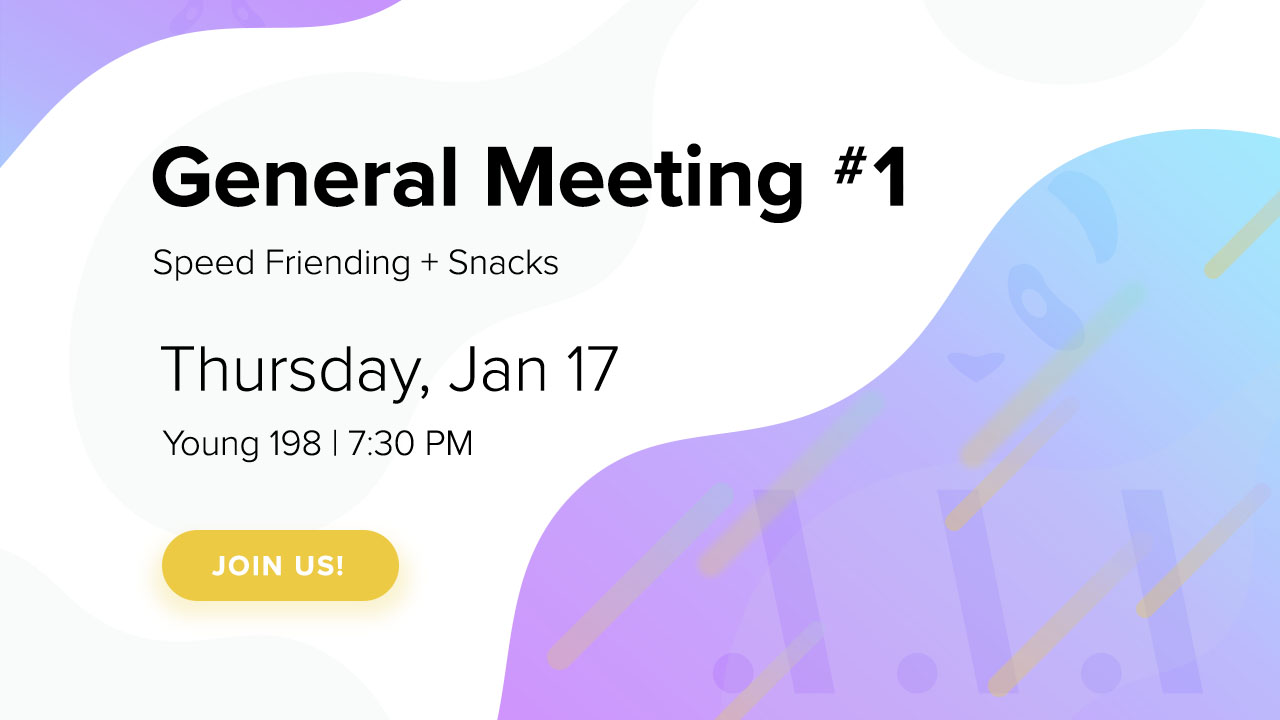 General Meeting #1
Speed Friending + Snacks
Thursday, Jan 17
Young 198 | 7:30 PM
JOIN US!